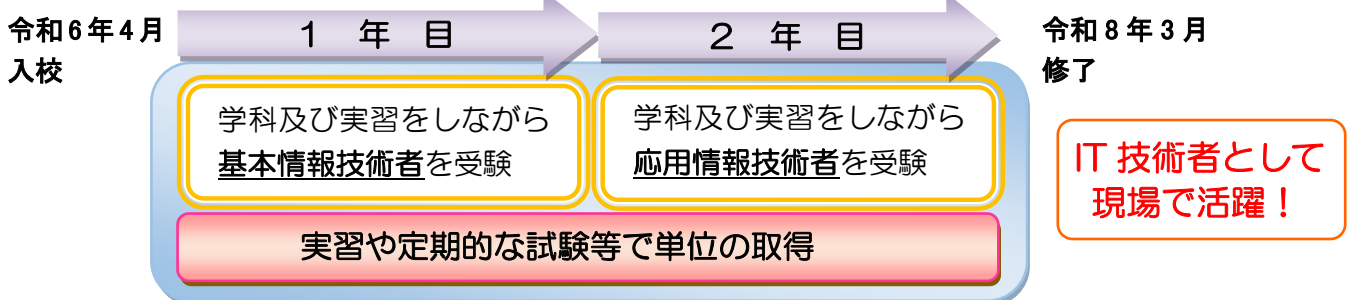 令和6年4月
入校
1 年 目
2 年 目
令和8年3月
修了
学科及び実習をしながら
基本情報技術者を受験
学科及び実習をしながら
応用情報技術者を受験
実習や定期的な試験等で単位の取得
IT 技術者として
現場で活躍!